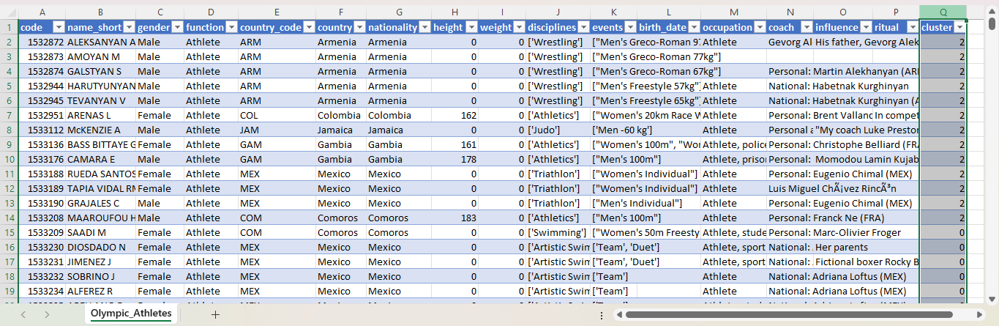 A B C D E F G H I J K L M N O P Q
1 code name_short gender function country_code country nationality height weight disciplines events birth_date occupation coach influence ritual cluster
2 1532872 ALEKSANYAN A Male Athlete ARM Armenia Armenia 0 0 ['Wrestling'] ["Men's Greco-Roman 97 Athlete Gevorg Al His father, Gevorg Alek 2
3 1532873 AMOYAN M Male Athlete ARM Armenia Armenia 0 0 ['Wrestling'] ["Men's Greco-Roman 77kg"] 2
4 1532874 GALSTYAN S Male Athlete ARM Armenia Armenia 0 0 ['Wrestling'] ["Men's Greco-Roman 67kg"] Personal: Martin Alekhanyan (ARI 2
5 1532944 HARUTYUNYAN Male Athlete ARM Armenia Armenia 0 0 ['Wrestling'] ["Men's Freestyle 57kg" Athlete National: Habetnak Kurghinyan 2
6 1532945 TEVANYAN V Male Athlete ARM Armenia Armenia 0 0 ['Wrestling'] ["Men's Freestyle 65kg" Athlete National: Habetnak Kurghinyan (A 2
7 1532951 ARENAS L Female Athlete COL Colombia Colombia 162 0 ['Athletics'] ["Women's 20km Race W Athlete Personal: Brent Vallanc In compet 2
8 1533112 McKENZIE A Male Athlete JAM Jamaica Jamaica 0 0 ['Judo'] ['Men -60 kg'] Athlete Personal a "My coach Luke Preston 2
9 1533136 BASS BITTAYE G Female Athlete GAM Gambia Gambia 161 0 ['Athletics'] ["Women's 100m", "Wor Athlete, police Personal: Christophe Belliard (FRA 2
10 1533176 CAMARA E Male Athlete GAM Gambia Gambia 178 0 ['Athletics'] ["Men's 100m"] Athlete, prisor Personal: Momodou Lamin Kujab 2
11 1533188 RUEDA SANTOS Female Athlete MEX Mexico Mexico 0 0 ['Triathlon'] ["Women's Individual"] Athlete Personal: Eugenio Chimal (MEX) 2
12 1533189 TAPIA VIDAL RM Female Athlete MEX Mexico Mexico 0 0 ['Triathlon'] ["Women's Individual"] Athlete Luis Miguel ChÃ¡vez RincÃ³n 2
13 1533190 GRAJALES C Male Athlete MEX Mexico Mexico 0 0 ['Triathlon'] ["Men's Individual"] Athlete Personal: Eugenio Chimal (MEX) 2
14 1533208 MAAROUFOU H Male Athlete COM Comoros Comoros 183 0 ['Athletics'] ["Men's 100m"] Athlete Personal: Franck Ne (FRA) 2
15 1533209 SAADI M Female Athlete COM Comoros Comoros 0 0 ['Swimming'] ["Women's 50m Freesty Athlete, stude Personal: Marc-Olivier Froger 0
16 1533230 DIOSDADO N Female Athlete MEX Mexico Mexico 0 0 ['Artistic Swim ['Team', 'Duet'] Athlete, sport National: Her parents 0
17 1533231 JIMENEZ J Female Athlete MEX Mexico Mexico 0 0 ['Artistic Swim ['Team', 'Duet'] Athlete, sport National: Fictional boxer Rocky B 0
18 1533232 SOBRINO J Female Athlete MEX Mexico Mexico 0 0 ['Artistic Swim ['Team'] Athlete National: Adriana Loftus (MEX) 0
19 1533234 ALFEREZ R Female Athlete MEX Mexico Mexico 0 0 ['Artistic Swim ['Team'] Athlete National: Adriana Loftus (MEX) 0
Olympic_Athletes